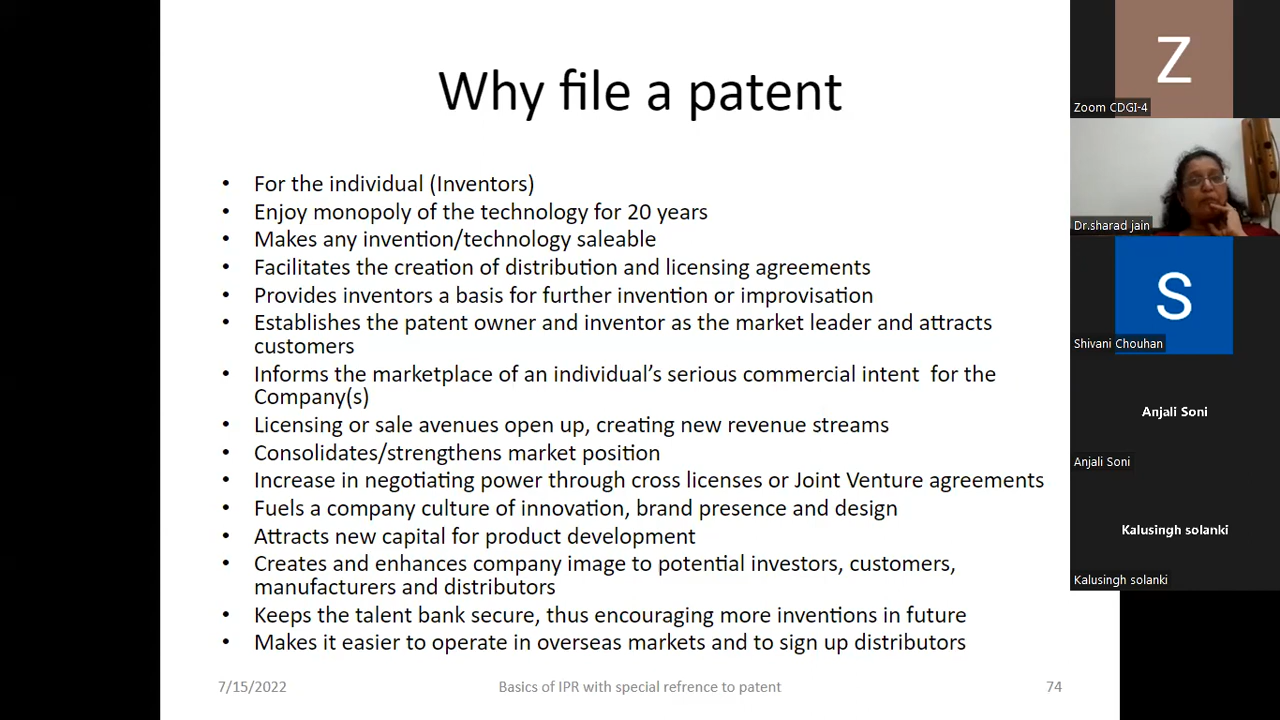 Why file a patent
• For the individual (Inventors)
• Enjoy monopoly of the technology for 20 years
• Makes any invention/technology saleable
• Facilitates the creation of distribution and licensing agreements
• Provides inventors a basis for further invention or improvisation
• Establishes the patent owner and inventor as the market leader and attracts
customers
• Informs the marketplace of an individual’s serious commercial intent  for the
Company(s)
• Licensing or sale avenues open up, creating new revenue streams
• Consolidates/strengthens market position
• Increase in negotiating power through cross licenses or Joint Venture agreements
• Fuels a company culture of innovation, brand presence and design
• Attracts new capital for product development
• Creates and enhances company image to potential investors, customers,
manufacturers and distributors
• Keeps the talent bank secure, thus encouraging more inventions in future
• Makes it easier to operate in overseas markets and to sign up distributors
7/15/2022
Basics of IPR with special refrence to patent
74
Z
Zoom CDGI-4
Dr.sharad jain
S
Shivani Chouhan
Anjali Soni
Anjali Soni
Kalusingh solanki
Kalusingh solanki